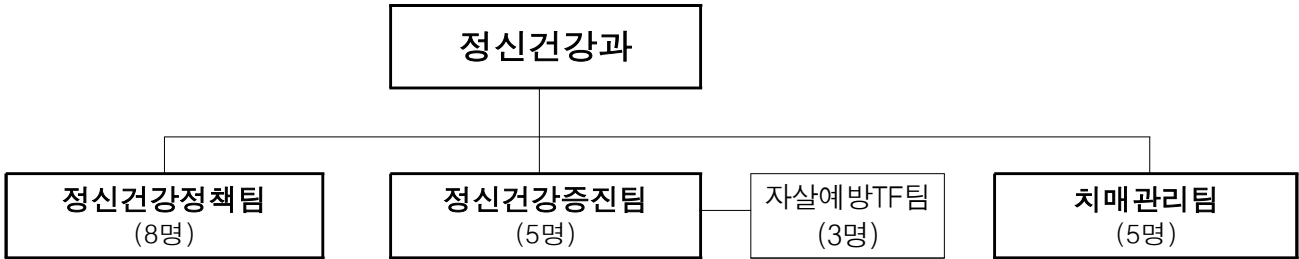 정신건강과
정신건강정책팀
(8명)
정신건강증진팀
(5명)
자살예방TF팀
(3명)
치매관리팀
(5명)